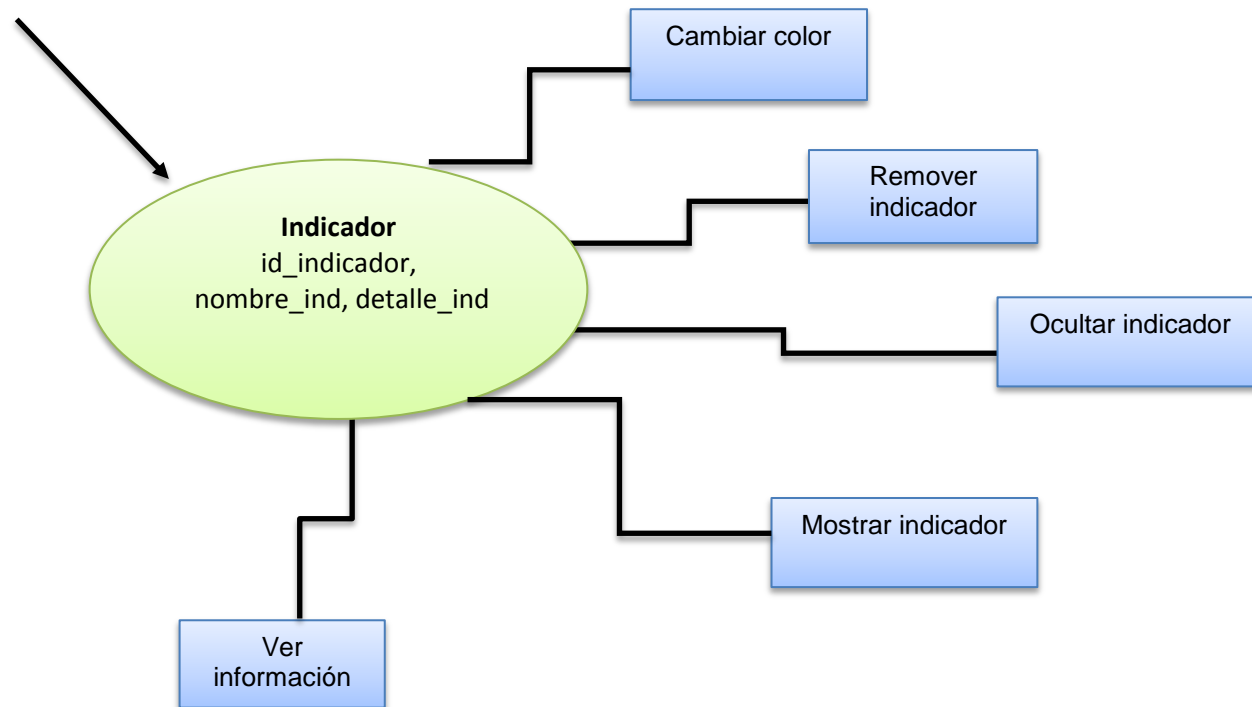 Cambiar color
Remover
indicador
Indicador
id_indicador,
nombre_ind, detalle_ind
Ocultar indicador
Mostrar indicador
Ver
información